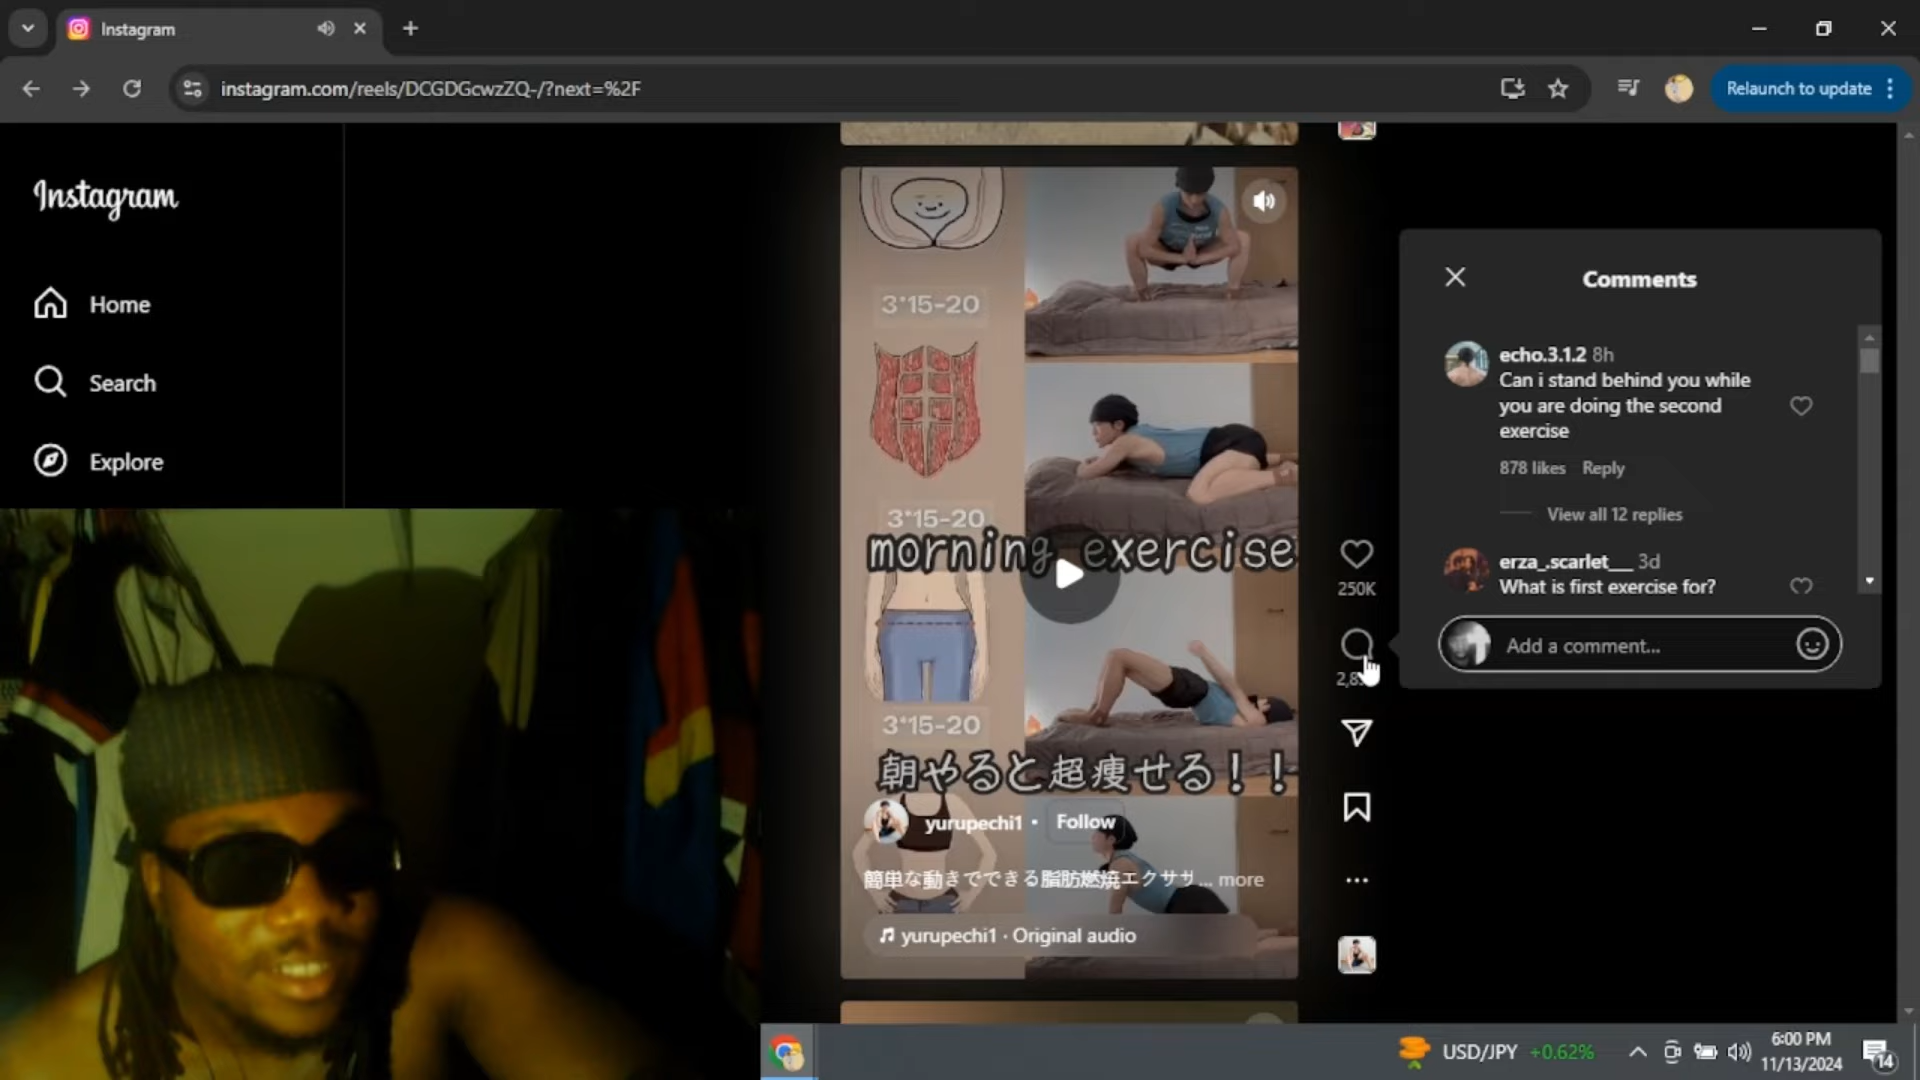 Instagram
instagram.com/reels/DCGDGcwzZQ-/?next=%2F
Relaunch to update
Instagram
Home
Search
Explore
3*15-20
3*15-20
morning exercise
3*15-20
朝やると超痩せる！！
yurupechi1 • Follow
簡単な動きでできる脂肪燃焼エクササ... more
yurupechi1 · Original audio
250K
Comments
echo.3.1.2 8h
Can i stand behind you while
you are doing the second
exercise
878 likes Reply
View all 12 replies
erza_.scarlet__ 3d
What is first exercise for?
Add a comment...
USD/JPY +0.62%
6:00 PM
11/13/2024
14